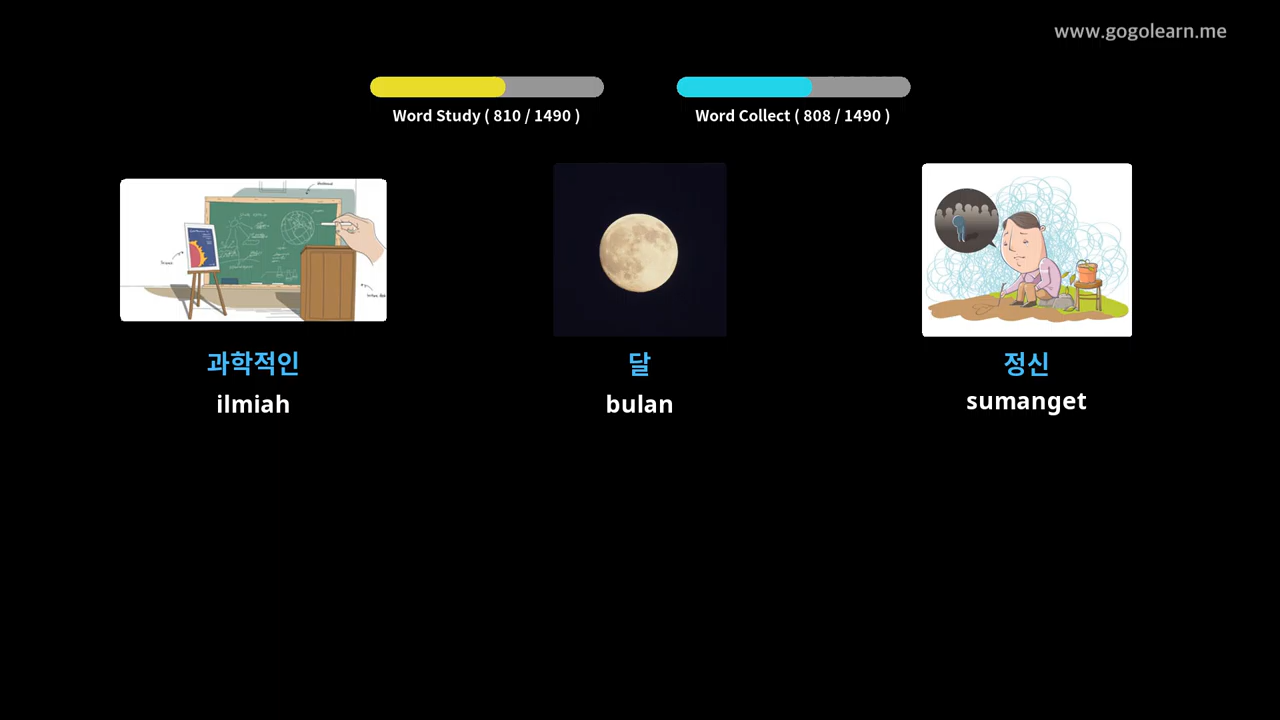 www.gogolearn.me
Word Study ( 810 / 1490 )
Word Collect ( 808 / 1490 )
과학적인
ilmiah
달
bulan
정신
sumanget